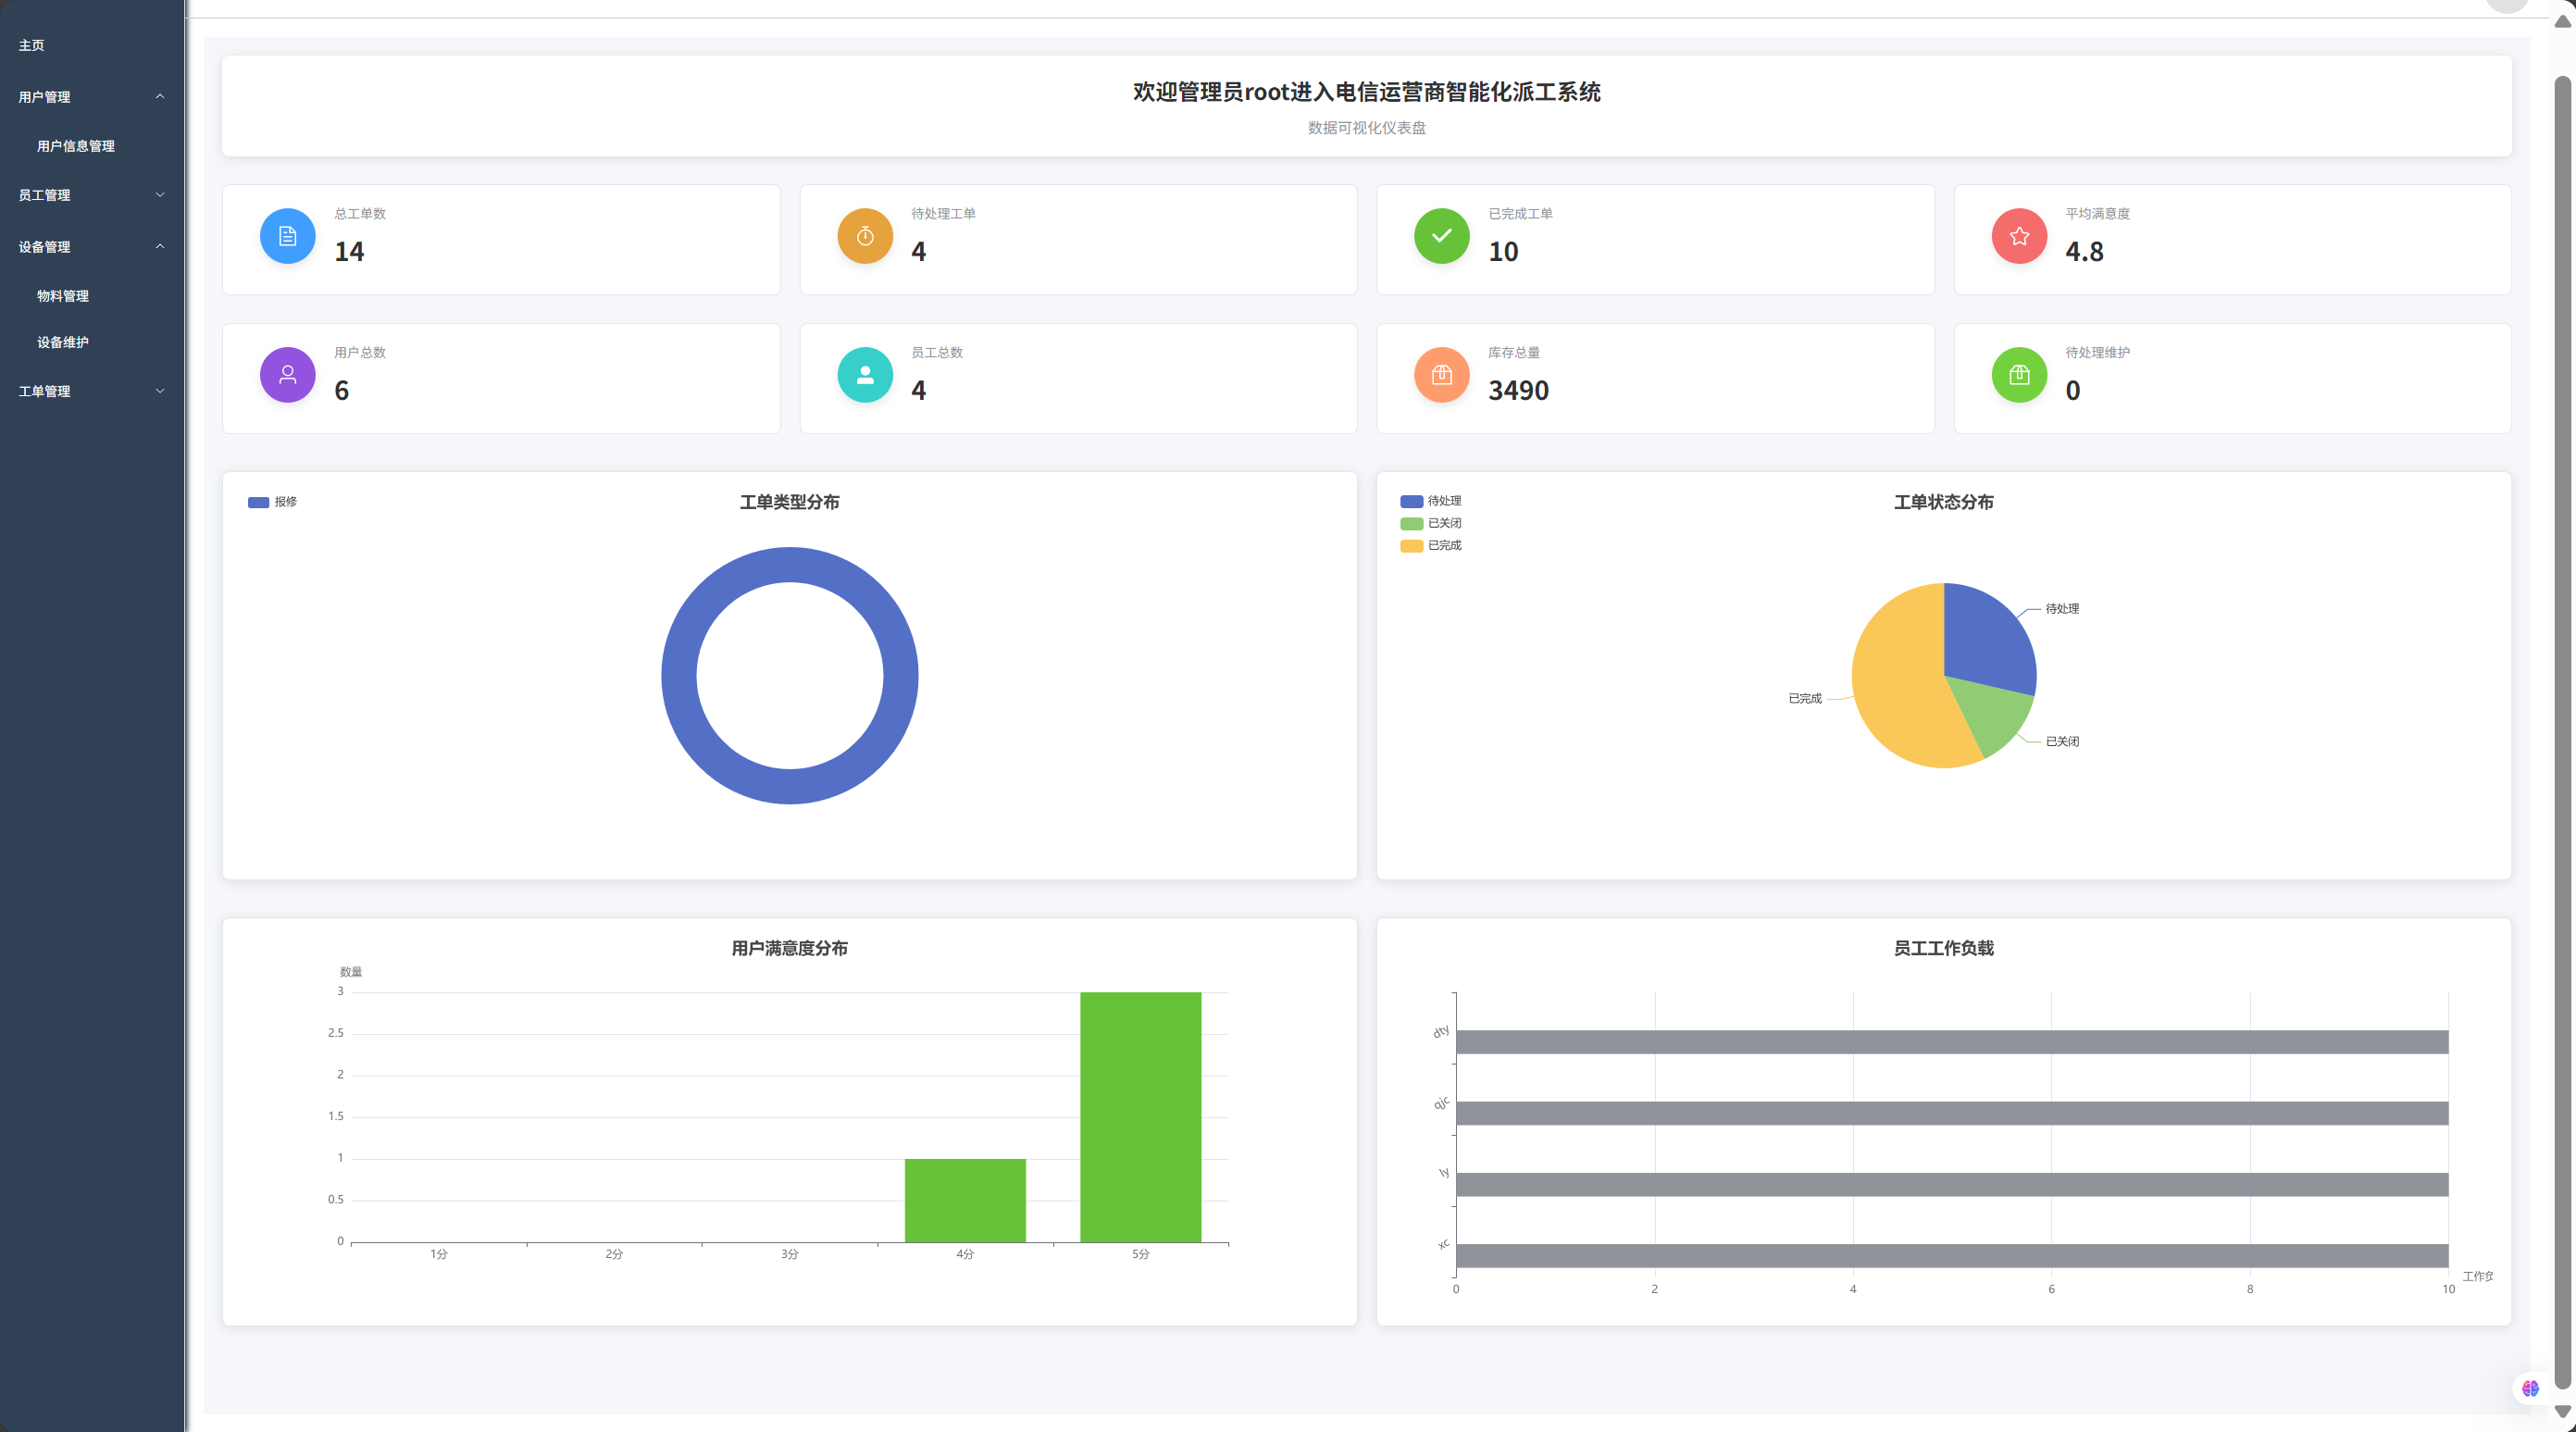 主页
用户管理
用户信息管理
员工管理
设备管理
物料管理
设备维护
工单管理
欢迎管理员root进入电信运营商智能化派工系统
数据可视化仪表盘
总工单数
14
待处理工单
4
已完成工单
10
平均满意度
4.8
用户总数
6
员工总数
4
库存总量
3490
待处理维护
0
报修
工单类型分布
待处理
已关闭
已完成
工单状态分布
待处理
已完成
已关闭
用户满意度分布
数量
3
2.5
2
1.5
1
0.5
0
1分
2分
3分
4分
5分
员工工作负载
dty
qjc
ly
xc
0
2
4
6
8
10
工作